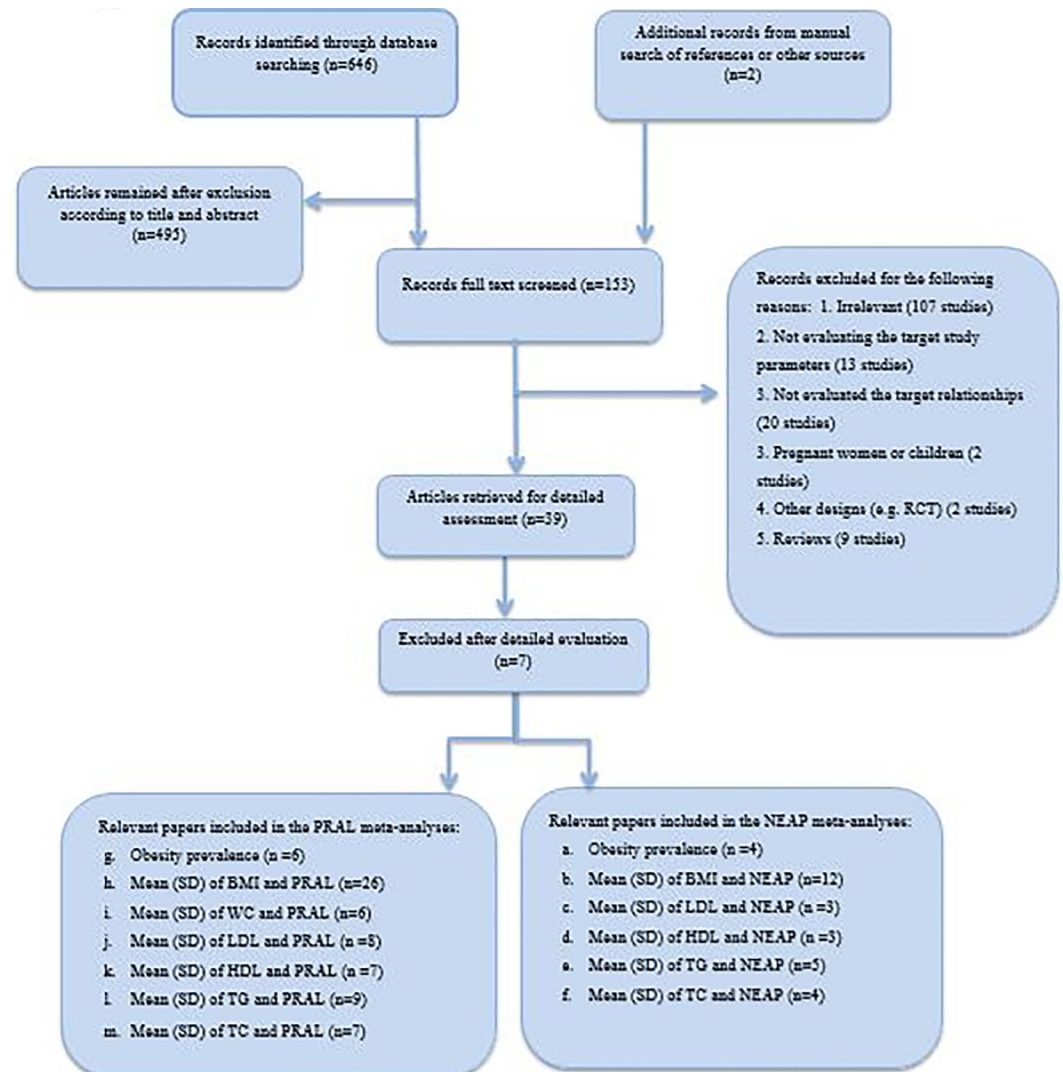 Records identified through database
searching (n=646)
Additional records from manual
search of references or other sources
(n=2)
Articles remained after exclusion
according to title and abstract
(n=495)
Records full text screened (n=153)
Records excluded for the following
reasons: 1. Irrelevant (107 studies)
2. Not evaluating the target study
parameters (13 studies)
3. Not evaluated the target relationships
(20 studies)
3. Pregnant women or children (2
studies)
4. Other designs (e.g. RCT) (2 studies)
5. Reviews (9 studies)
Articles retrieved for detailed
assessment (n=39)
Excluded after detailed evaluation
(n=7)
Relevant papers included in the PRAL meta-analyses:
g. Obesity prevalence (n =6)
h. Mean (SD) of BMI and PRAL (n=26)
i. Mean (SD) of WC and PRAL (n=6)
j. Mean (SD) of LDL and PRAL (n =8)
k. Mean (SD) of HDL and PRAL (n =7)
l. Mean (SD) of TG and PRAL (n=9)
m. Mean (SD) of TC and PRAL (n=7)
Relevant papers included in the NEAP meta-analyses:
a. Obesity prevalence (n =4)
b. Mean (SD) of BMI and NEAP (n=12)
c. Mean (SD) of LDL and NEAP (n =3)
d. Mean (SD) of HDL and NEAP (n =3)
e. Mean (SD) of TG and NEAP (n=5)
f. Mean (SD) of TC and NEAP (n=4)